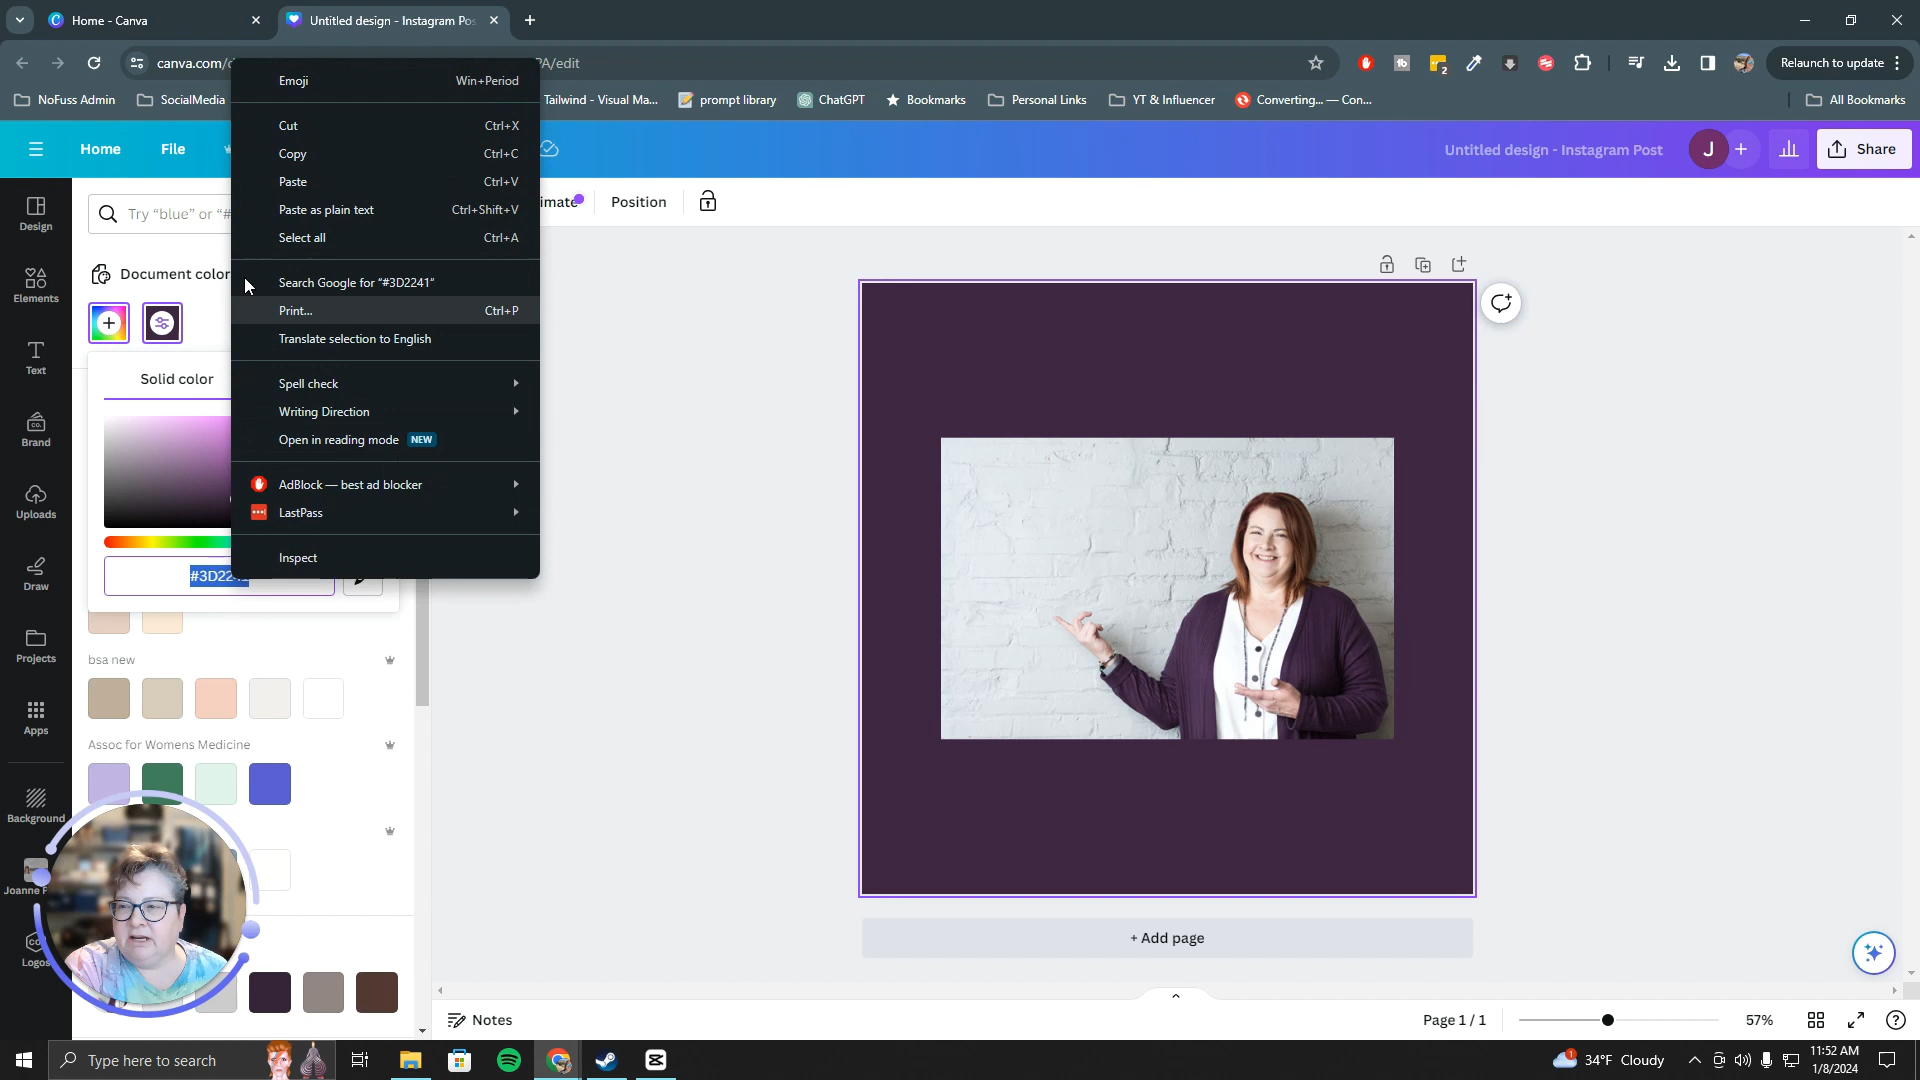 Home - Canva
Untitled design - Instagram Pos
canva.com/d
PA/edit
Relaunch to update
NoFuss Admin
SocialMedia
Tailwind - Visual Ma...
prompt library
ChatGPT
Bookmarks
Personal Links
YT & Influencer
Converting... — Con...
All Bookmarks
Home
File
Untitled design - Instagram Post
J
Share
Try “blue” or “#
Position
Document color
Solid color
#3D22
Emoji Win+Period
Cut Ctrl+X
Copy Ctrl+C
Paste Ctrl+V
Paste as plain text Ctrl+Shift+V
Select all Ctrl+A
Search Google for “#3D2241”
Print... Ctrl+P
Translate selection to English
Spell check
Writing Direction
Open in reading mode NEW
AdBlock — best ad blocker
LastPass
Inspect
Design
Elements
Text
Brand
Uploads
Draw
Projects
Apps
Background
Joanne
Logos
bsa new
Assoc for Womens Medicine
+ Add page
Notes
Page 1 / 1
57%
Type here to search
34°F Cloudy
11:52 AM
1/8/2024